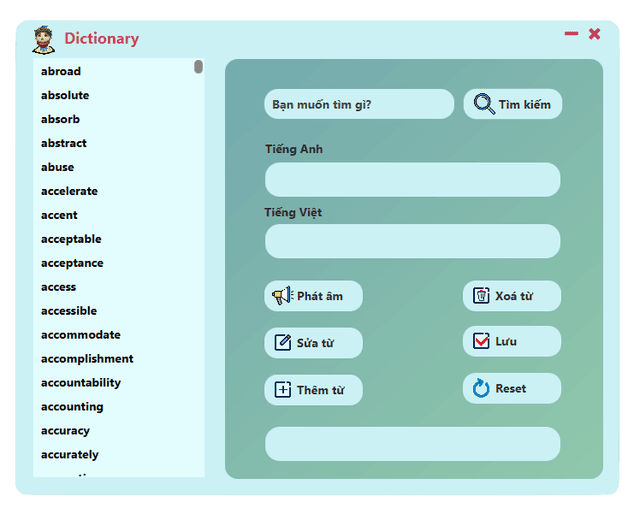 Dictionary
abroad
absolute
absorb
abstract
abuse
accelerate
accent
acceptable
acceptance
access
accessible
accommodate
accomplishment
accountability
accounting
accuracy
accurately
Bạn muốn tìm gì?
Tìm kiếm
Tiếng Anh
Tiếng Việt
Phát âm
Xoá từ
Sửa từ
Lưu
Thêm từ
Reset